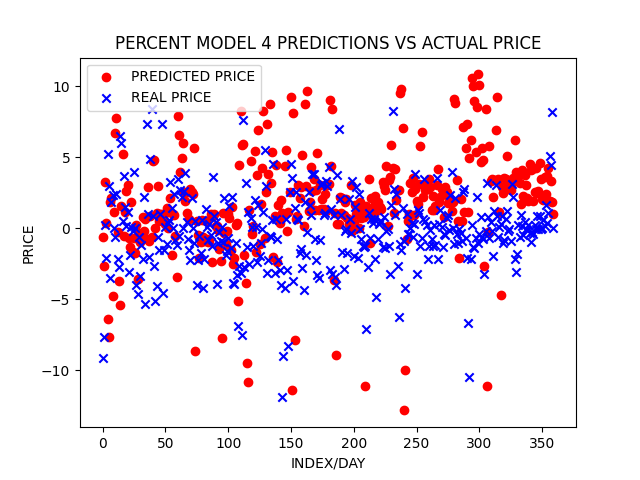 PERCENT MODEL 4 PREDICTIONS VS ACTUAL PRICE
PREDICTED PRICE
REAL PRICE
10
5
0
−5
−10
PRICE
0 50 100 150 200 250 300 350
INDEX/DAY